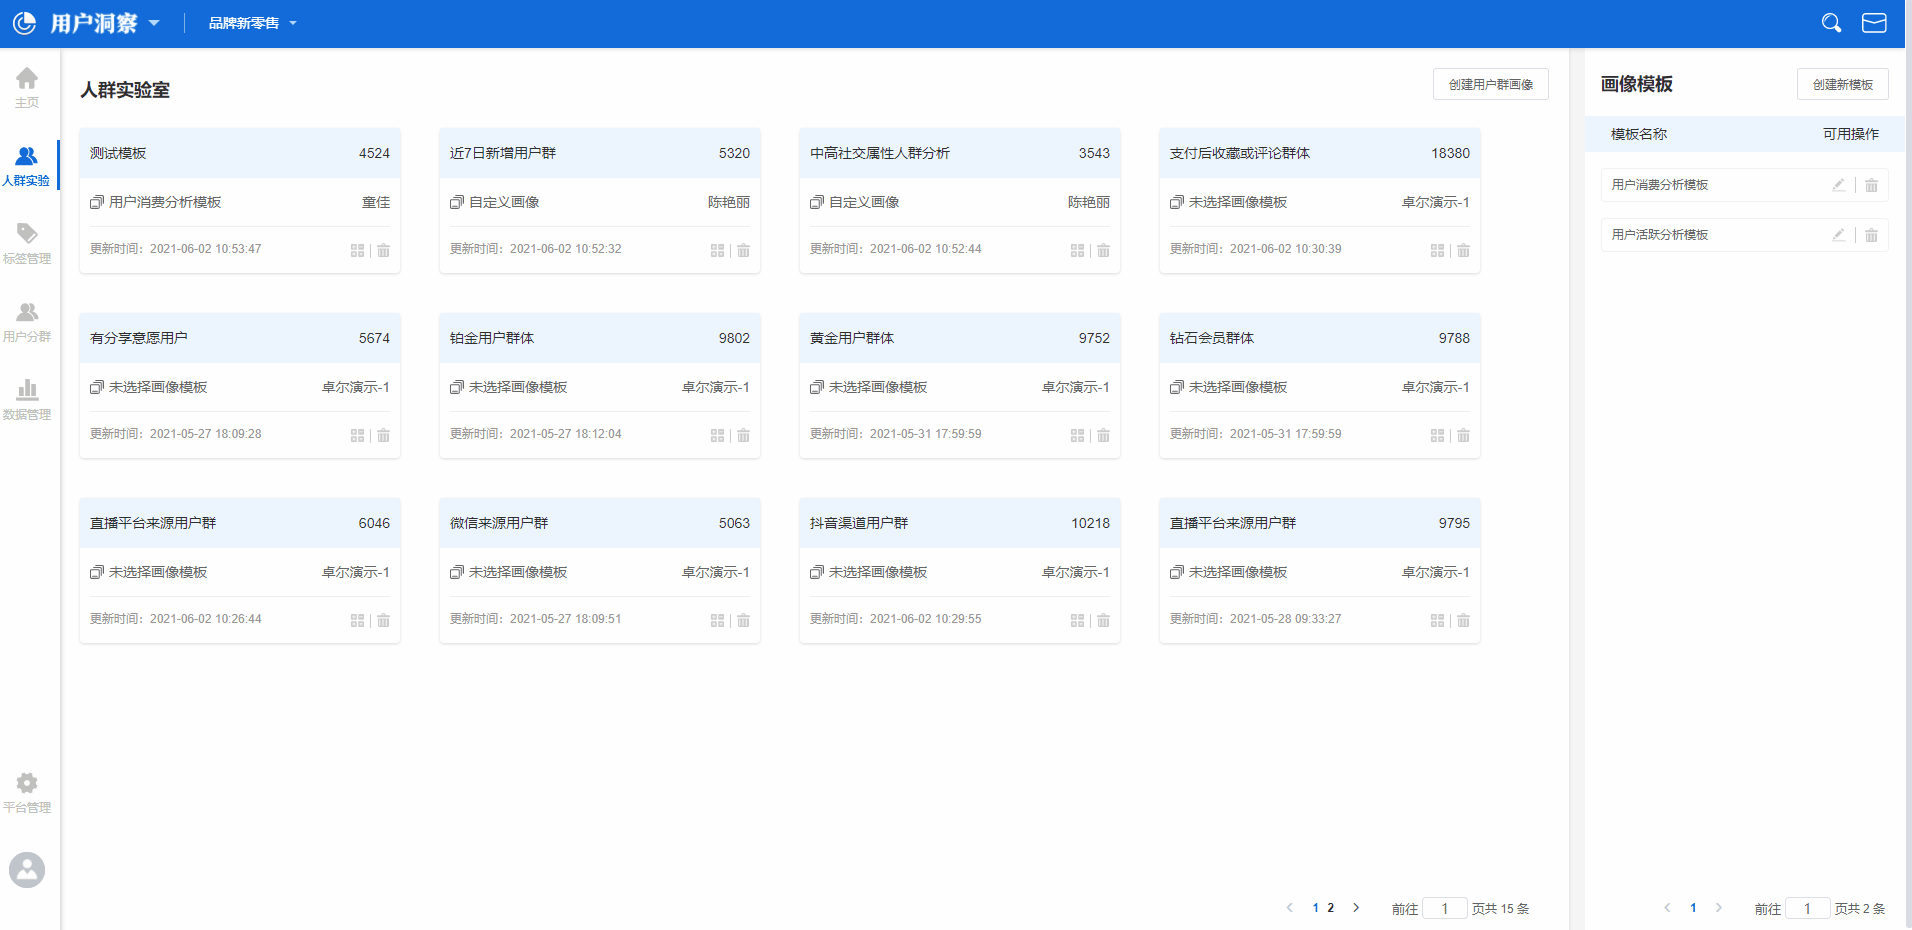 用户洞察
品牌新零售
主页
人群实验
标签管理
用户分群
数据管理
平台管理
人群实验室
创建用户群画像
测试模板 4524
用户消费分析模板 童佳
更新时间：2021-06-02 10:53:47
近7日新增用户群 5320
自定义画像 陈艳丽
更新时间：2021-06-02 10:52:32
中高社交属性人群分析 3543
自定义画像 陈艳丽
更新时间：2021-06-02 10:52:44
支付后收藏或评论群体 18380
未选择画像模板 卓尔演示-1
更新时间：2021-06-02 10:30:39
有分享意愿用户 5674
未选择画像模板 卓尔演示-1
更新时间：2021-05-27 18:09:28
铂金用户群体 9802
未选择画像模板 卓尔演示-1
更新时间：2021-05-27 18:12:04
黄金用户群体 9752
未选择画像模板 卓尔演示-1
更新时间：2021-05-31 17:59:59
钻石会员群体 9788
未选择画像模板 卓尔演示-1
更新时间：2021-05-31 17:59:59
直播平台来源用户群 6046
未选择画像模板 卓尔演示-1
更新时间：2021-06-02 10:26:44
微信来源用户群 5063
未选择画像模板 卓尔演示-1
更新时间：2021-05-27 18:09:51
抖音渠道用户群 10218
未选择画像模板 卓尔演示-1
更新时间：2021-06-02 10:29:55
直播平台来源用户群 9795
未选择画像模板 卓尔演示-1
更新时间：2021-05-28 09:33:27
1 2 前往 1 页共 15 条
画像模板
创建新模板
模板名称 可用操作
用户消费分析模板
用户活跃分析模板
1 前往 1 页共 2 条